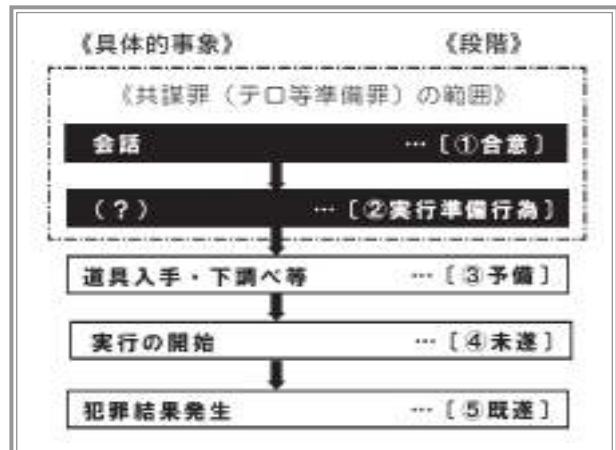 《具体的事象》 《段階》
《共謀罪（テロ等準備罪）の範囲》
会話 …［①合意］
（？） …［②実行準備行為］
道具入手・下調べ等 …［③予備］
実行の開始 …［④未遂］
犯罪結果発生 …［⑤既遂］